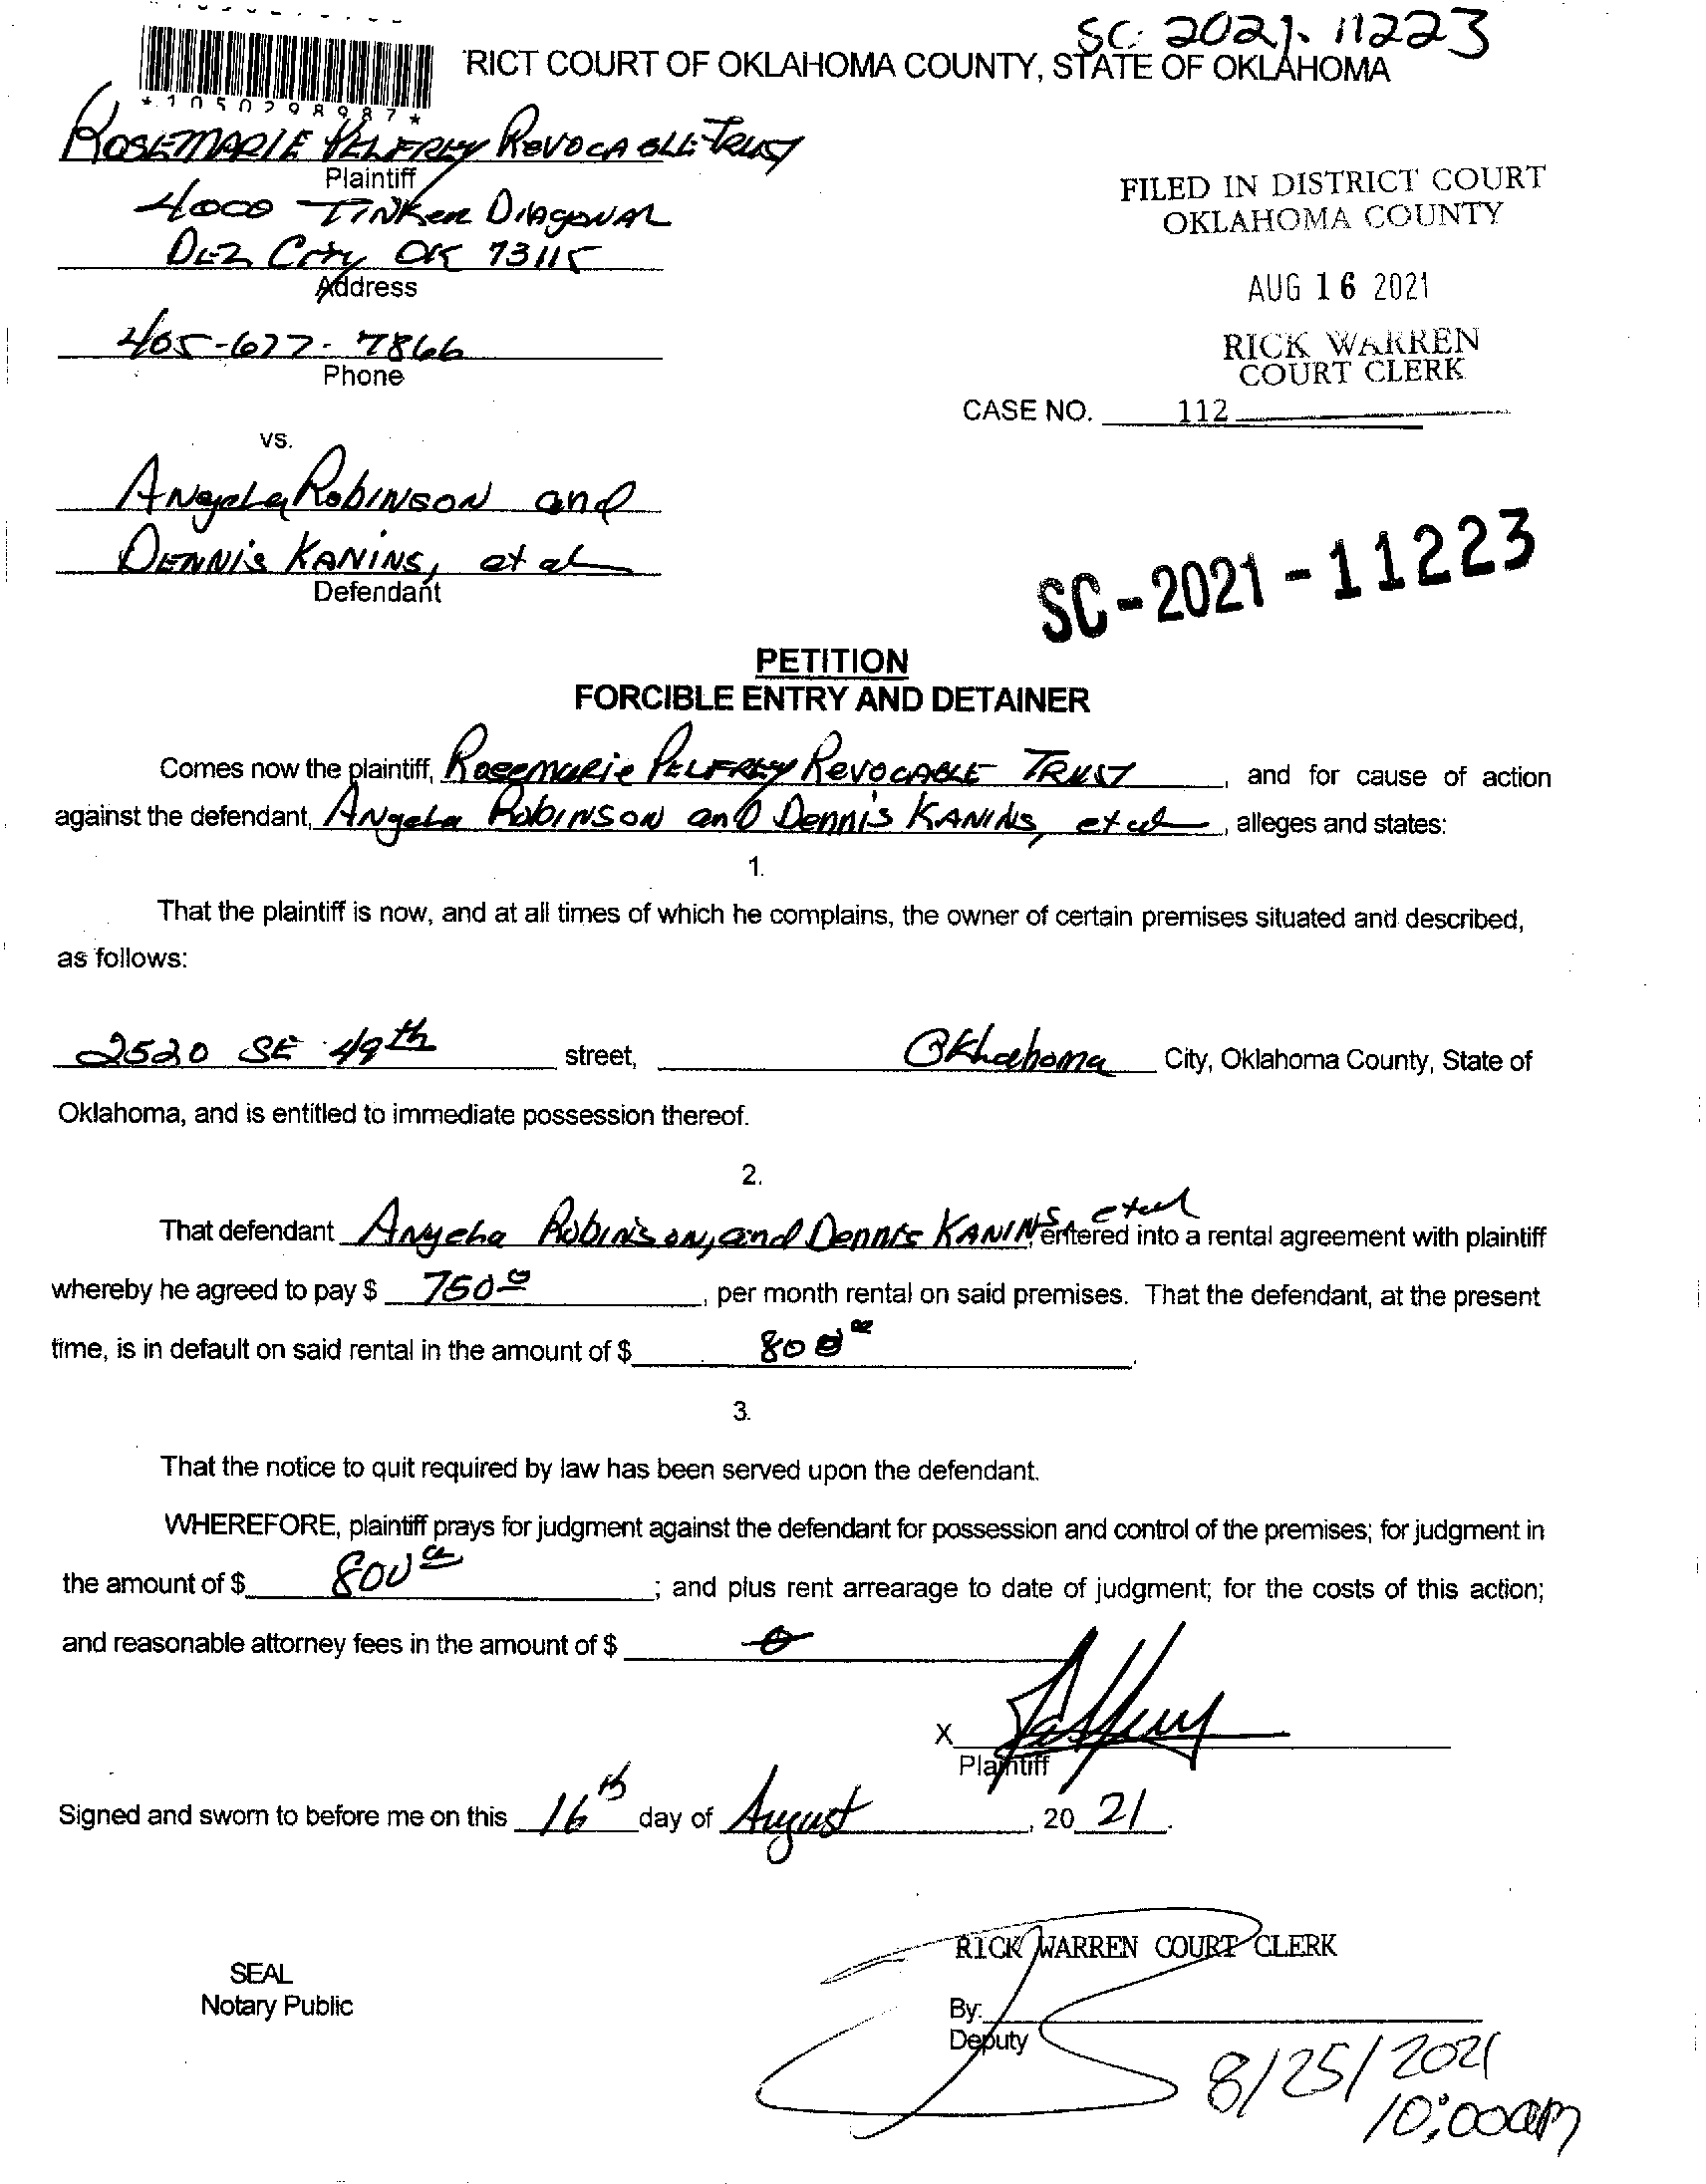 SC. 2021. 11223
RICT COURT OF OKLAHOMA COUNTY, STATE OF OKLAHOMA
*1050298987*
ROSEMARIE PELFREY REVOCABLE TRUST
Plaintiff
4000 TINKER DIAGONAL
DEL City OK 73115
Address
405-677-7866
Phone
FILED IN DISTRICT COURT
OKLAHOMA COUNTY
AUG 16 2021
RICK WARREN
COURT CLERK
CASE NO. 112
vs.
ANgeLa RobINSON and
DENNIS KANINS, et al
Defendant
SC-2021-11223
PETITION
FORCIBLE ENTRY AND DETAINER
Comes now the plaintiff, Rosemarie PELFREY REVOCABLE TRUST, and for cause of action
against the defendant, ANgeLa RobINSON and Dennis KANINS, et al, alleges and states:
1.
That the plaintiff is now, and at all times of which he complains, the owner of certain premises situated and described,
as follows:
2520 SE 49th street, Oklahoma City, Oklahoma County, State of
Oklahoma, and is entitled to immediate possession thereof.
2.
That defendant Angela Robinson, and Dennis KANINS, et al entered into a rental agreement with plaintiff
whereby he agreed to pay $ 750.00, per month rental on said premises. That the defendant, at the present
time, is in default on said rental in the amount of $ 800.00.
3.
That the notice to quit required by law has been served upon the defendant.
WHEREFORE, plaintiff prays for judgment against the defendant for possession and control of the premises; for judgment in
the amount of $ 800.00; and plus rent arrearage to date of judgment; for the costs of this action;
and reasonable attorney fees in the amount of $ 0
X
Plaintiff
Signed and sworn to before me on this 16th day of August, 20 21.
RICK WARREN COURT CLERK
SEAL
Notary Public
By:
Deputy
8/25/2021
10:00am